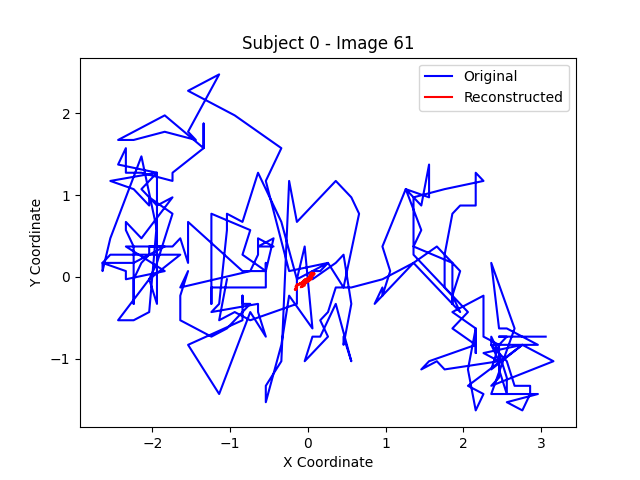 Subject 0 - Image 61
Original
Reconstructed
Y Coordinate
2
1
0
−1
−2
−1
0
1
2
3
X Coordinate